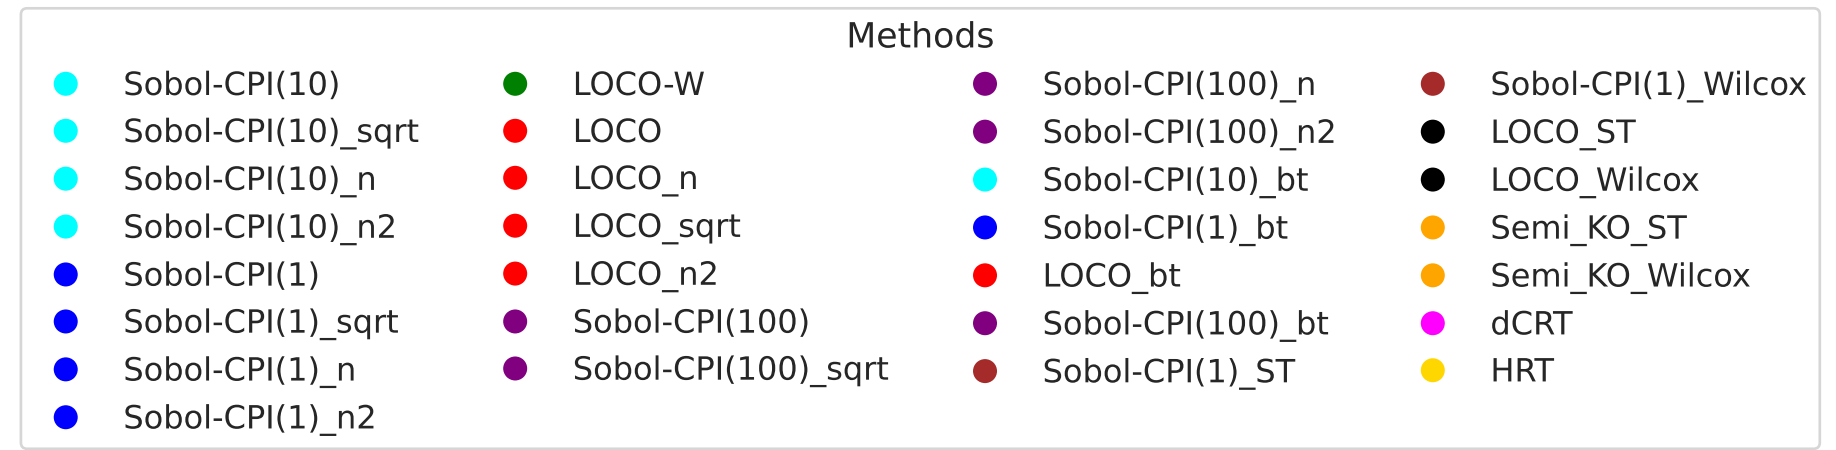 Methods
Sobol-CPI(10)
Sobol-CPI(10)_sqrt
Sobol-CPI(10)_n
Sobol-CPI(10)_n2
Sobol-CPI(1)
Sobol-CPI(1)_sqrt
Sobol-CPI(1)_n
Sobol-CPI(1)_n2
LOCO-W
LOCO
LOCO_n
LOCO_sqrt
LOCO_n2
Sobol-CPI(100)
Sobol-CPI(100)_sqrt
Sobol-CPI(100)_n
Sobol-CPI(100)_n2
Sobol-CPI(10)_bt
Sobol-CPI(1)_bt
LOCO_bt
Sobol-CPI(100)_bt
Sobol-CPI(1)_ST
Sobol-CPI(1)_Wilcox
LOCO_ST
LOCO_Wilcox
Semi_KO_ST
Semi_KO_Wilcox
dCRT
HRT